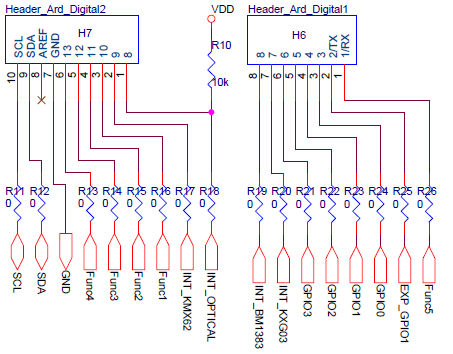 Header_Ard_Digital2
VDD
Header_Ard_Digital1
H7
H6
SCL
SDA
AREF
GND
13
12
11
10
9
8
10
9
8
7
6
5
4
3
2
1
R10
10k
8
7
6
5
4
3
2/TX
1/RX
8
7
6
5
4
3
2
1
R11
0
R12
0
R13
0
R14
0
R15
0
R16
0
R17
0
R18
0
R19
0
R20
0
R21
0
R22
0
R23
0
R24
0
R25
0
R26
0
SCL
SDA
GND
Func4
Func3
Func2
Func1
INT_KMX62
INT_OPTICAL
INT_BM1383
INT_KXG03
GPIO3
GPIO2
GPIO1
GPIO0
EXP_GPIO1
Func5